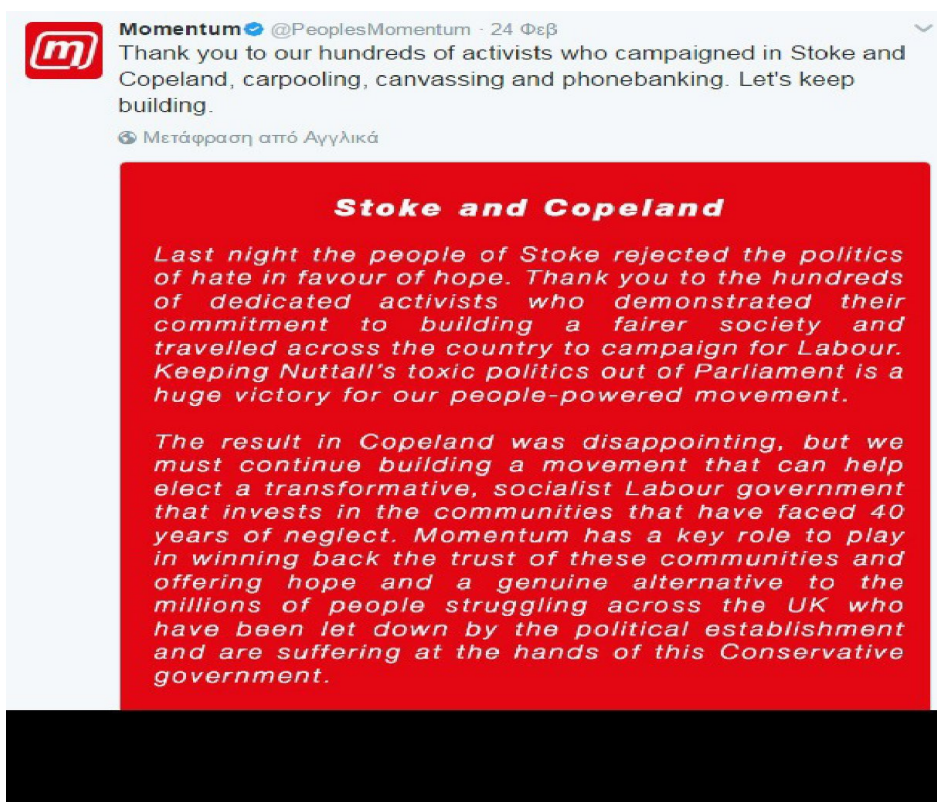 Momentum @PeoplesMomentum · 24 Φεβ
Thank you to our hundreds of activists who campaigned in Stoke and
Copeland, carpooling, canvassing and phonebanking. Let's keep
building.
Μετάφραση από Αγγλικά
m
Stoke and Copeland
Last night the people of Stoke rejected the politics
of hate in favour of hope. Thank you to the hundreds
of dedicated activists who demonstrated their
commitment to building a fairer society and
travelled across the country to campaign for Labour.
Keeping Nuttall's toxic politics out of Parliament is a
huge victory for our people-powered movement.
The result in Copeland was disappointing, but we
must continue building a movement that can help
elect a transformative, socialist Labour government
that invests in the communities that have faced 40
years of neglect. Momentum has a key role to play
in winning back the trust of these communities and
offering hope and a genuine alternative to the
millions of people struggling across the UK who
have been let down by the political establishment
and are suffering at the hands of this Conservative
government.